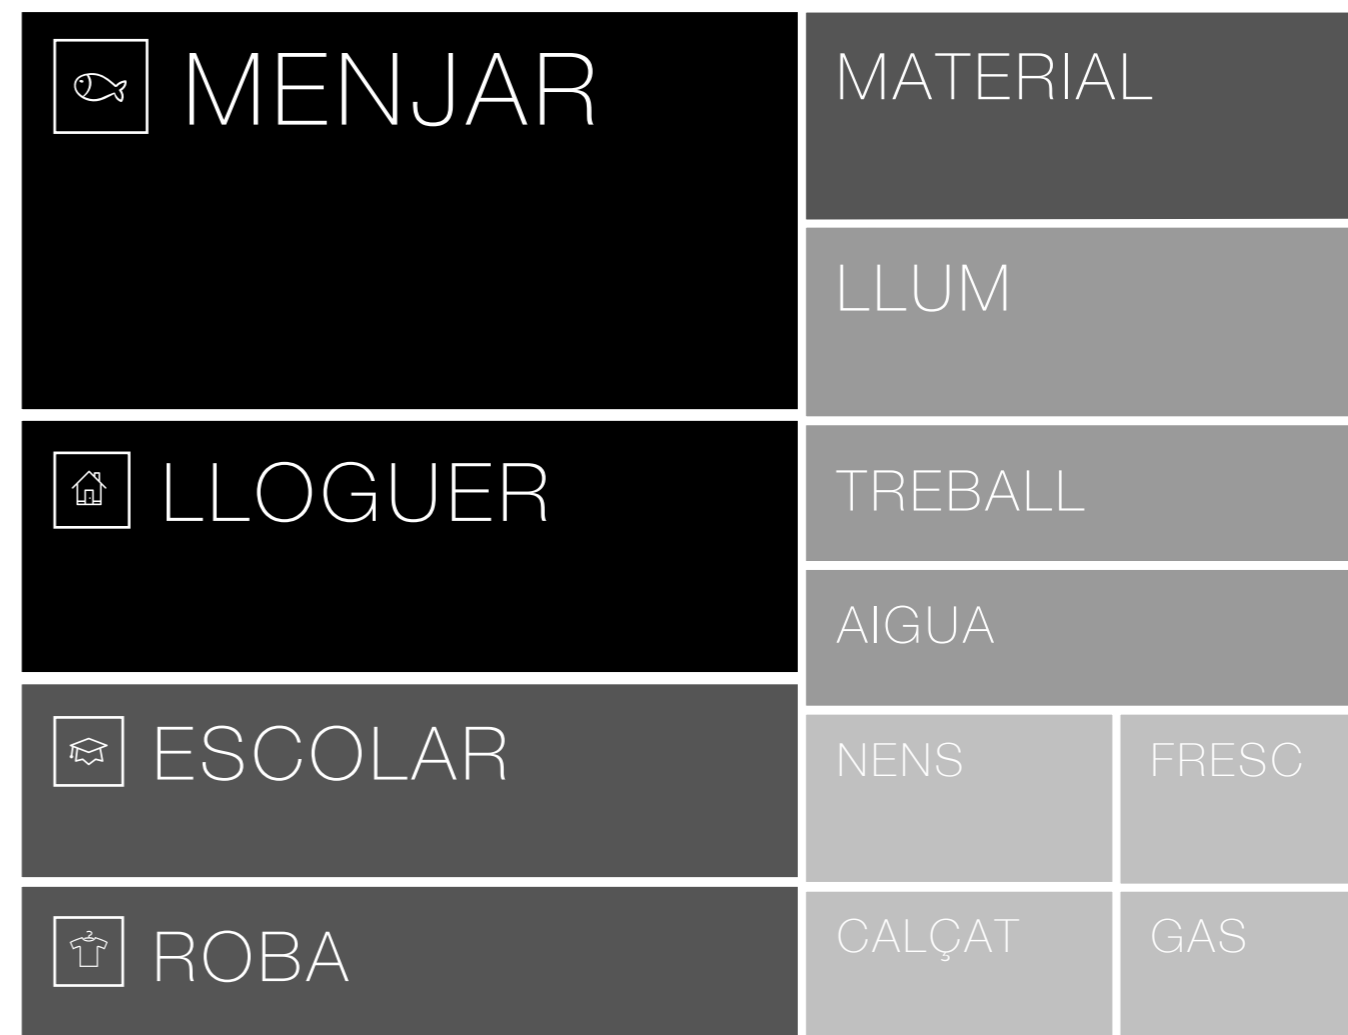 MENJAR
LLOGUER
ESCOLAR
ROBA
MATERIAL
LLUM
TREBALL
AIGUA
NENS
FRESC
CALÇAT
GAS